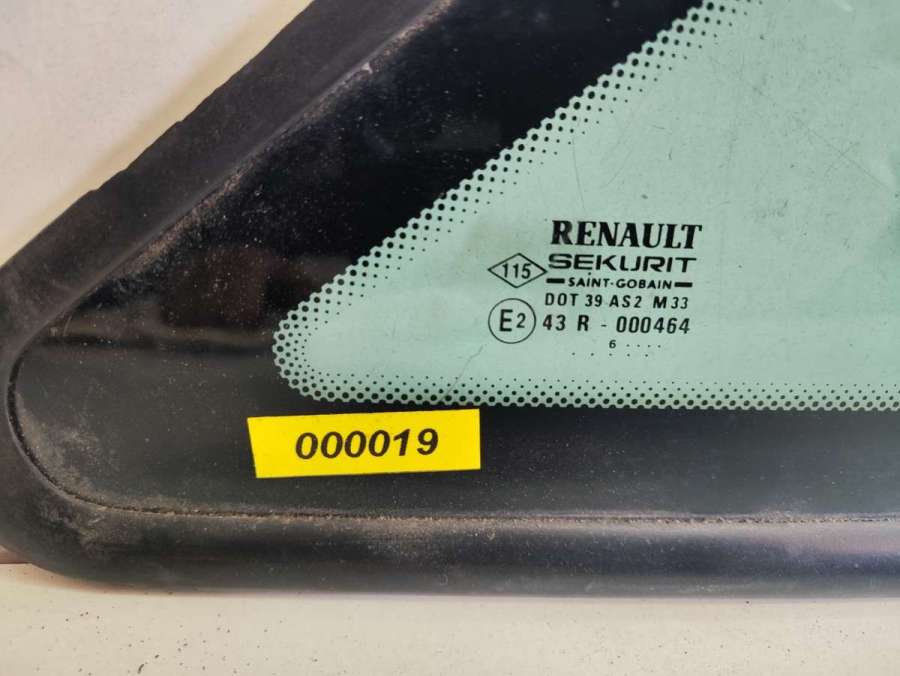 RENAULT
115
SEKURIT
SAINT-GOBAIN
DOT 39 AS2 M33
E2 43 R - 000464
. . 6 . . . .
000019